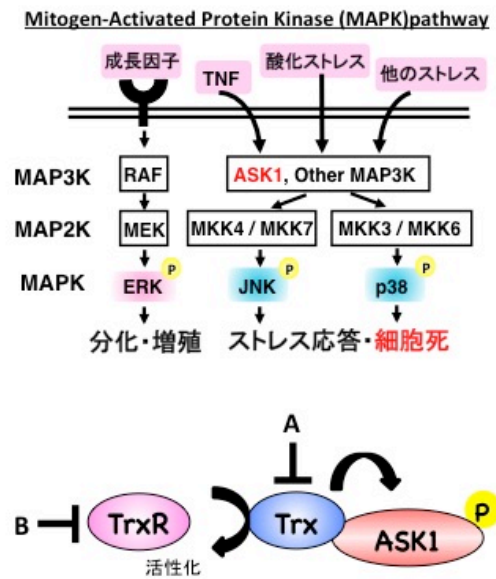 Mitogen-Activated Protein Kinase (MAPK)pathway
成長因子
TNF
酸化ストレス
他のストレス
MAP3K
RAF
ASK1, Other MAP3K
MAP2K
MEK
MKK4 / MKK7
MKK3 / MKK6
MAPK
ERK
P
JNK
P
p38
P
分化・増殖
ストレス応答・細胞死
A
B
TrxR
Trx
ASK1
P
活性化